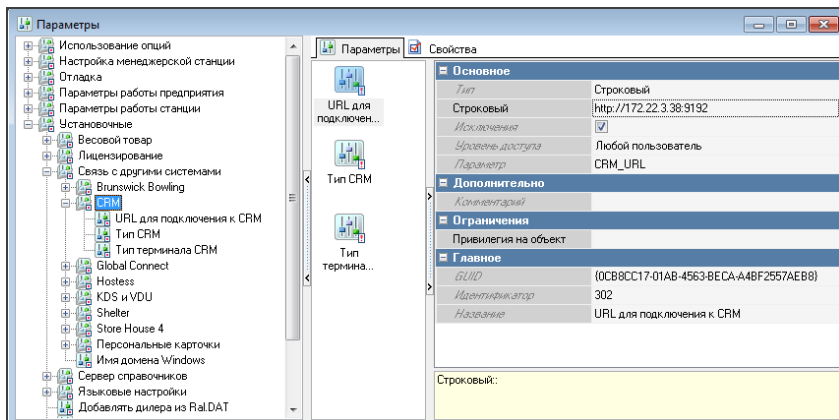 Параметры
Использование опций
Настройка менеджерской станции
Отладка
Параметры работы предприятия
Параметры работы станции
Установочные
Весовой товар
Лицензирование
Связь с другими системами
Brunswick Bowling
CRM
URL для подключения к CRM
Тип CRM
Тип терминала CRM
Global Connect
Hostess
KDS и VDU
Shelter
Store House 4
Персональные карточки
Имя домена Windows
Сервер справочников
Языковые настройки
Добавлять дилера из Ral.DAT
Параметры Свойства
URL для
подключен...
Тип CRM
Тип
термина...
Основное
Тип Строковый
Строковый http://172.22.3.38:9192
Исключения
Уровень доступа Любой пользователь
Параметр CRM_URL
Дополнительно
Комментарий
Ограничения
Привилегия на объект
Главное
GUID {0CB8CC17-01AB-4563-BECA-A4BF2557AEB8}
Идентификатор 302
Название URL для подключения к CRM
Строковый::